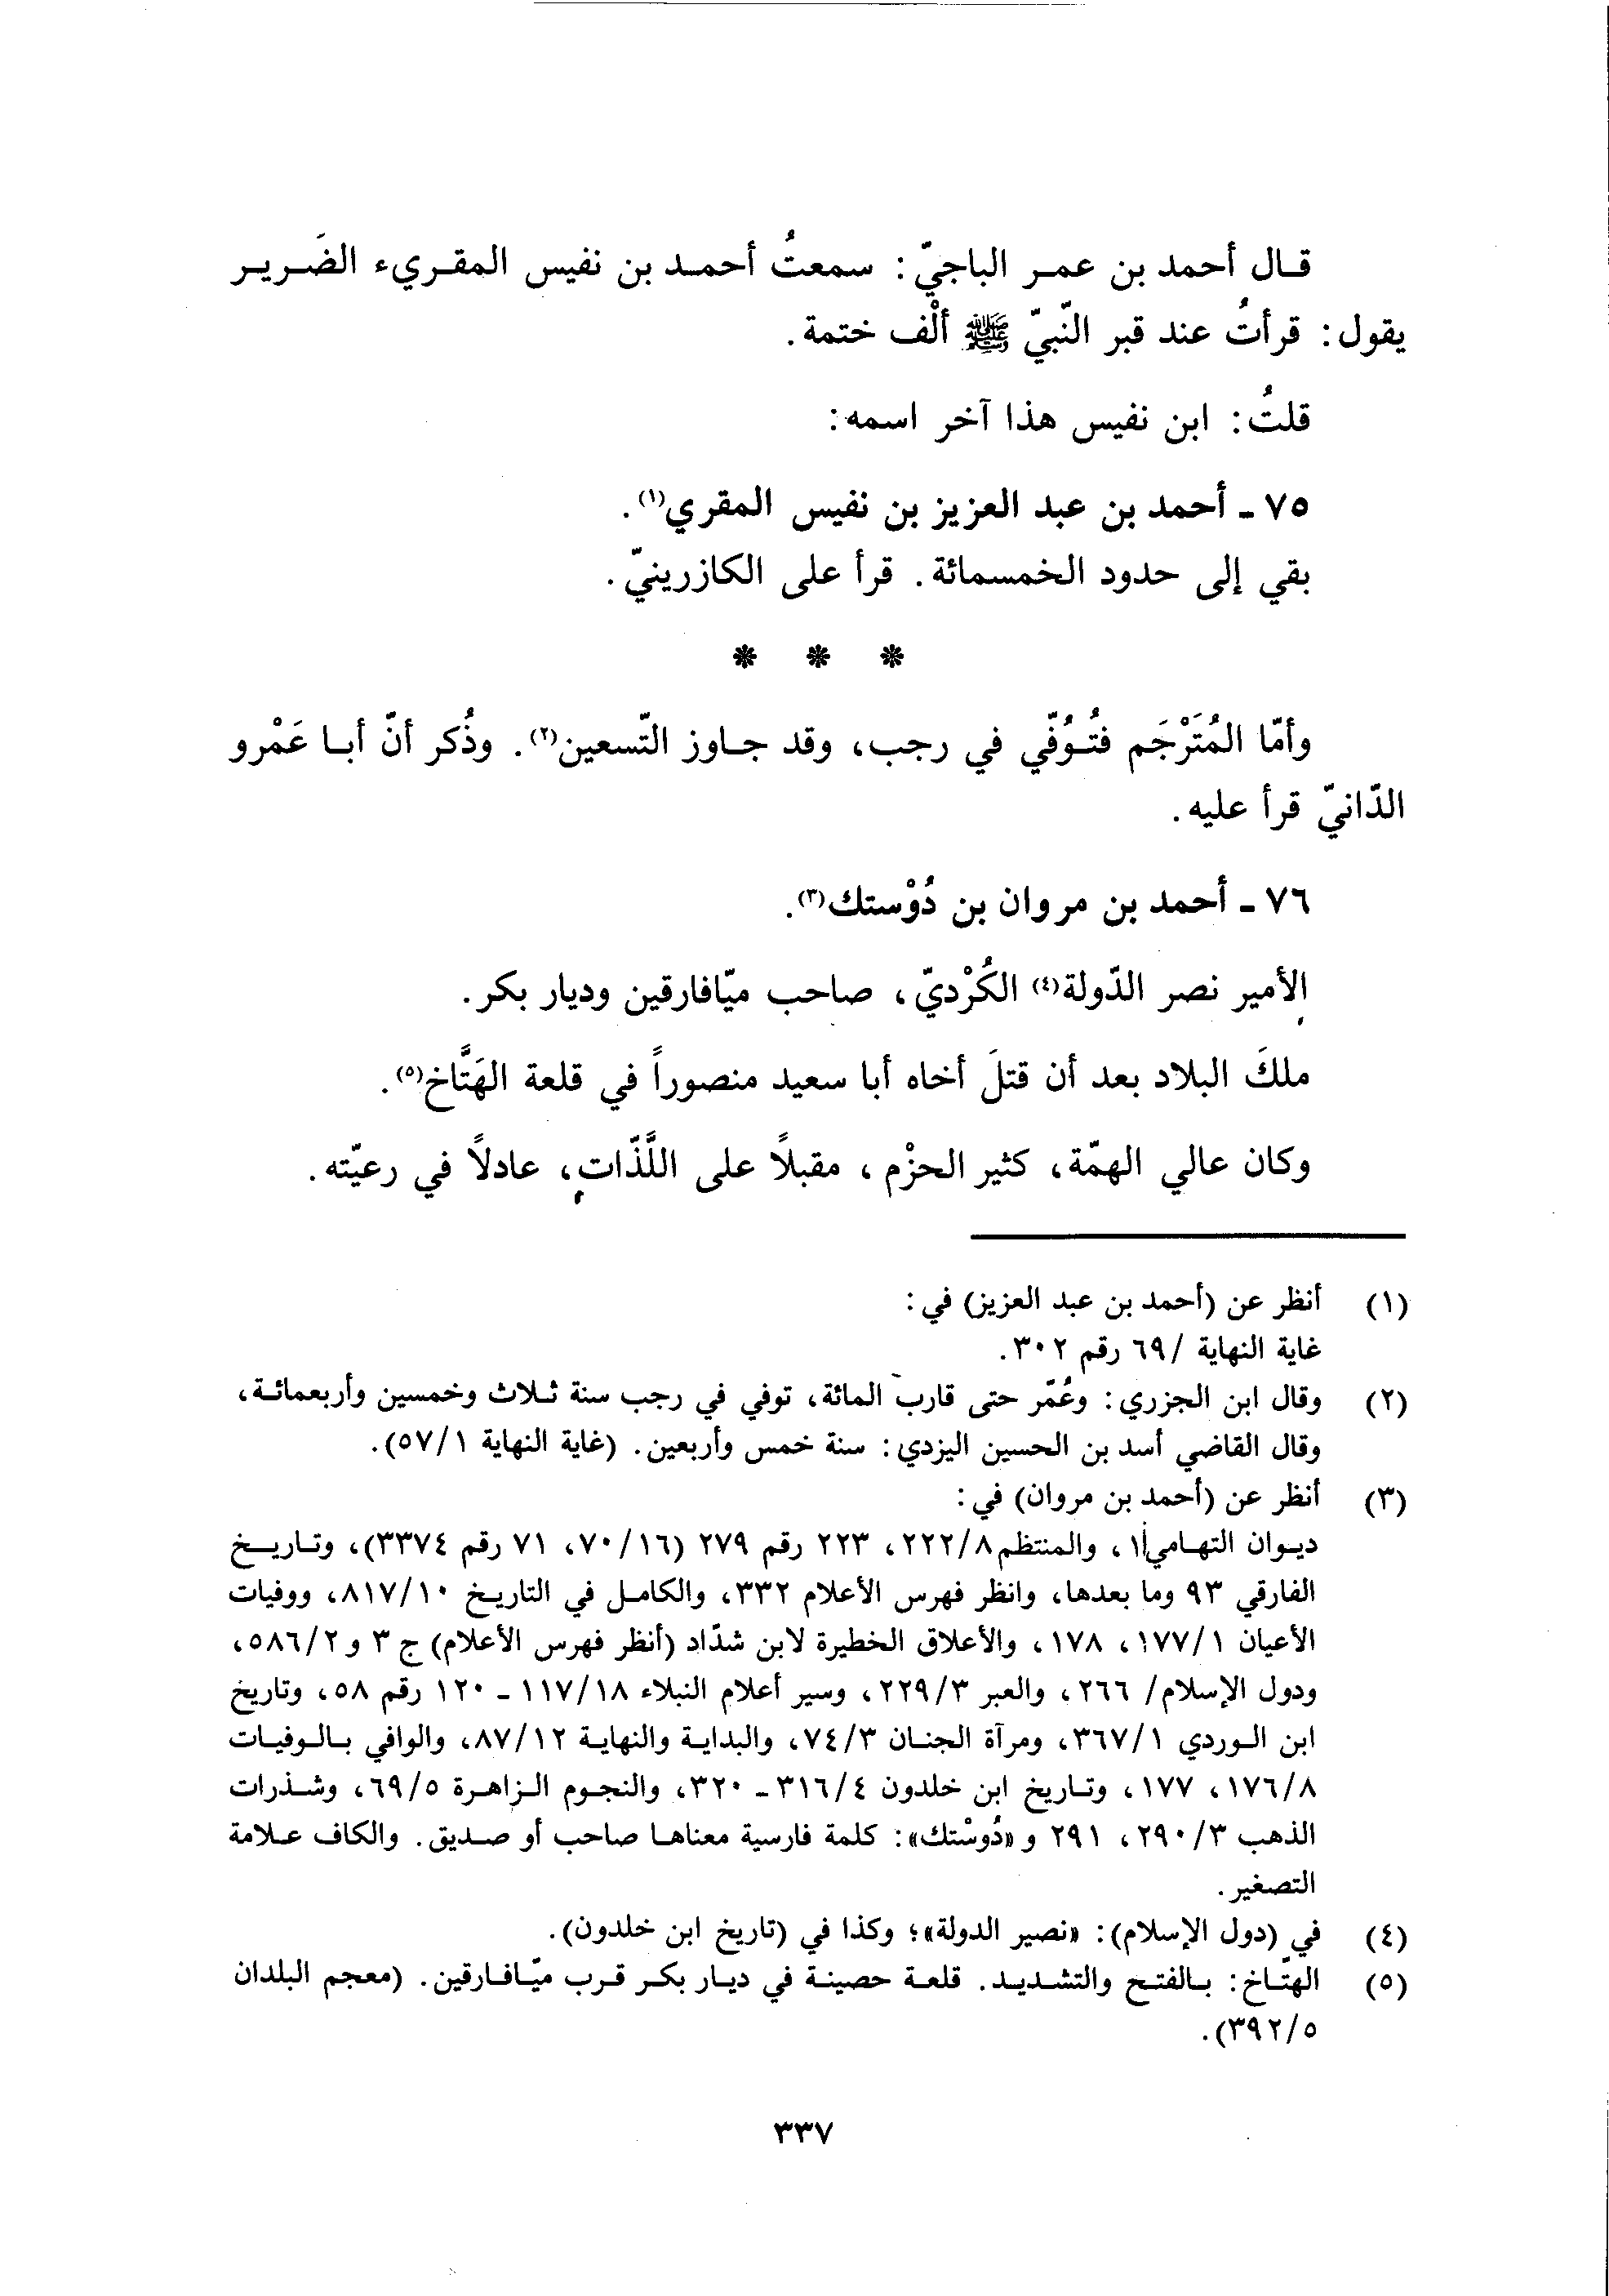 قال أحمد بن عمر الباجيّ: سمعتُ أحمد بن نفيس المقريء الضَرير
يقول: قرأتُ عند قبر النّبيّ ﷺ ألْف ختمة.
قلتُ: ابن نفيس هذا آخر اسمه:
٧٥ - أحمد بن عبد العزيز بن نفيس المقري(١).
بقي إلى حدود الخمسمائة. قرأ على الكازرينيّ.
* * *
وأمّا المُتَرْجَم فتُوُفّي في رجب، وقد جاوز التّسعين(٢). وذُكر أنّ أبا عَمْرو
الدّانيّ قرأ عليه.
٧٦ - أحمد بن مروان بن دُوْستك(٣).
الأمير نصر الدّولة(٤) الكُرْديّ، صاحب ميّافارقين وديار بكر.
ملكَ البلاد بعد أن قتلَ أخاه أبا سعيد منصوراً في قلعة الهَتَّاخ(٥).
وكان عالي الهمّة، كثير الحزْم، مقبلاً على اللَّذّات، عادلاً في رعيّته.
(١) أنظر عن (أحمد بن عبد العزيز) في:
غاية النهاية /٦٩ رقم ٣٠٢.
(٢) وقال ابن الجزري: وعُمّر حتى قارب المائة، توفي في رجب سنة ثلاث وخمسين وأربعمائة،
وقال القاضي أسد بن الحسين اليزدي: سنة خمس وأربعين. (غاية النهاية ٥٧/١).
(٣) أنظر عن (أحمد بن مروان) في:
ديوان التهامي ١، والمنتظم ٢٢٢/٨، ٢٢٣ رقم ٢٧٩ (٧٠/١٦، ٧١ رقم ٣٣٧٤)، وتاريخ
الفارقي ٩٣ وما بعدها، وانظر فهرس الأعلام ٣٣٢، والكامل في التاريخ ٨١٧/١٠، ووفيات
الأعيان ١٧٧/١، ١٧٨، والأعلاق الخطيرة لابن شدّاد (أنظر فهرس الأعلام) ج ٣ و٥٨٦/٢،
ودول الإسلام/ ٢٦٦، والعبر ٢٢٩/٣، وسير أعلام النبلاء ١١٧/١٨ - ١٢٠ رقم ٥٨، وتاريخ
ابن الوردي ٣٦٧/١، ومرآة الجنان ٧٤/٣، والبداية والنهاية ٨٧/١٢، والوافي بالوفيات
١٧٦/٨، ١٧٧، وتاريخ ابن خلدون ٣١٦/٤ - ٣٢٠، والنجوم الزاهرة ٦٩/٥، وشذرات
الذهب ٢٩٠/٣، ٢٩١ و«دُوسْتك»: كلمة فارسية معناها صاحب أو صديق. والكاف علامة
التصغير.
(٤) في (دول الإسلام): «نصير الدولة»؛ وكذا في (تاريخ ابن خلدون).
(٥) الهتّاخ: بالفتح والتشديد. قلعة حصينة في ديار بكر قرب ميّافارقين. (معجم البلدان
٣٩٢/٥).
٣٣٧